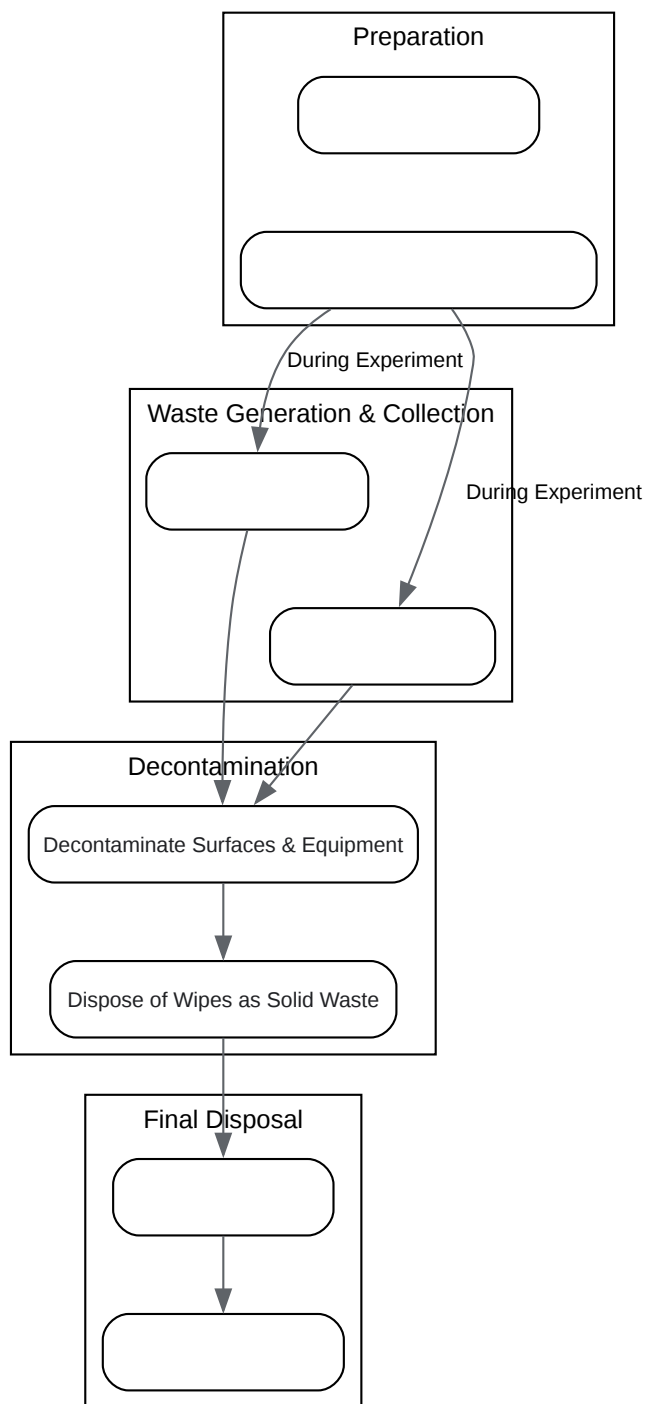 Preparation
During Experiment
Waste Generation & Collection
During Experiment
Decontamination
Decontaminate Surfaces & Equipment
Dispose of Wipes as Solid Waste
Final Disposal